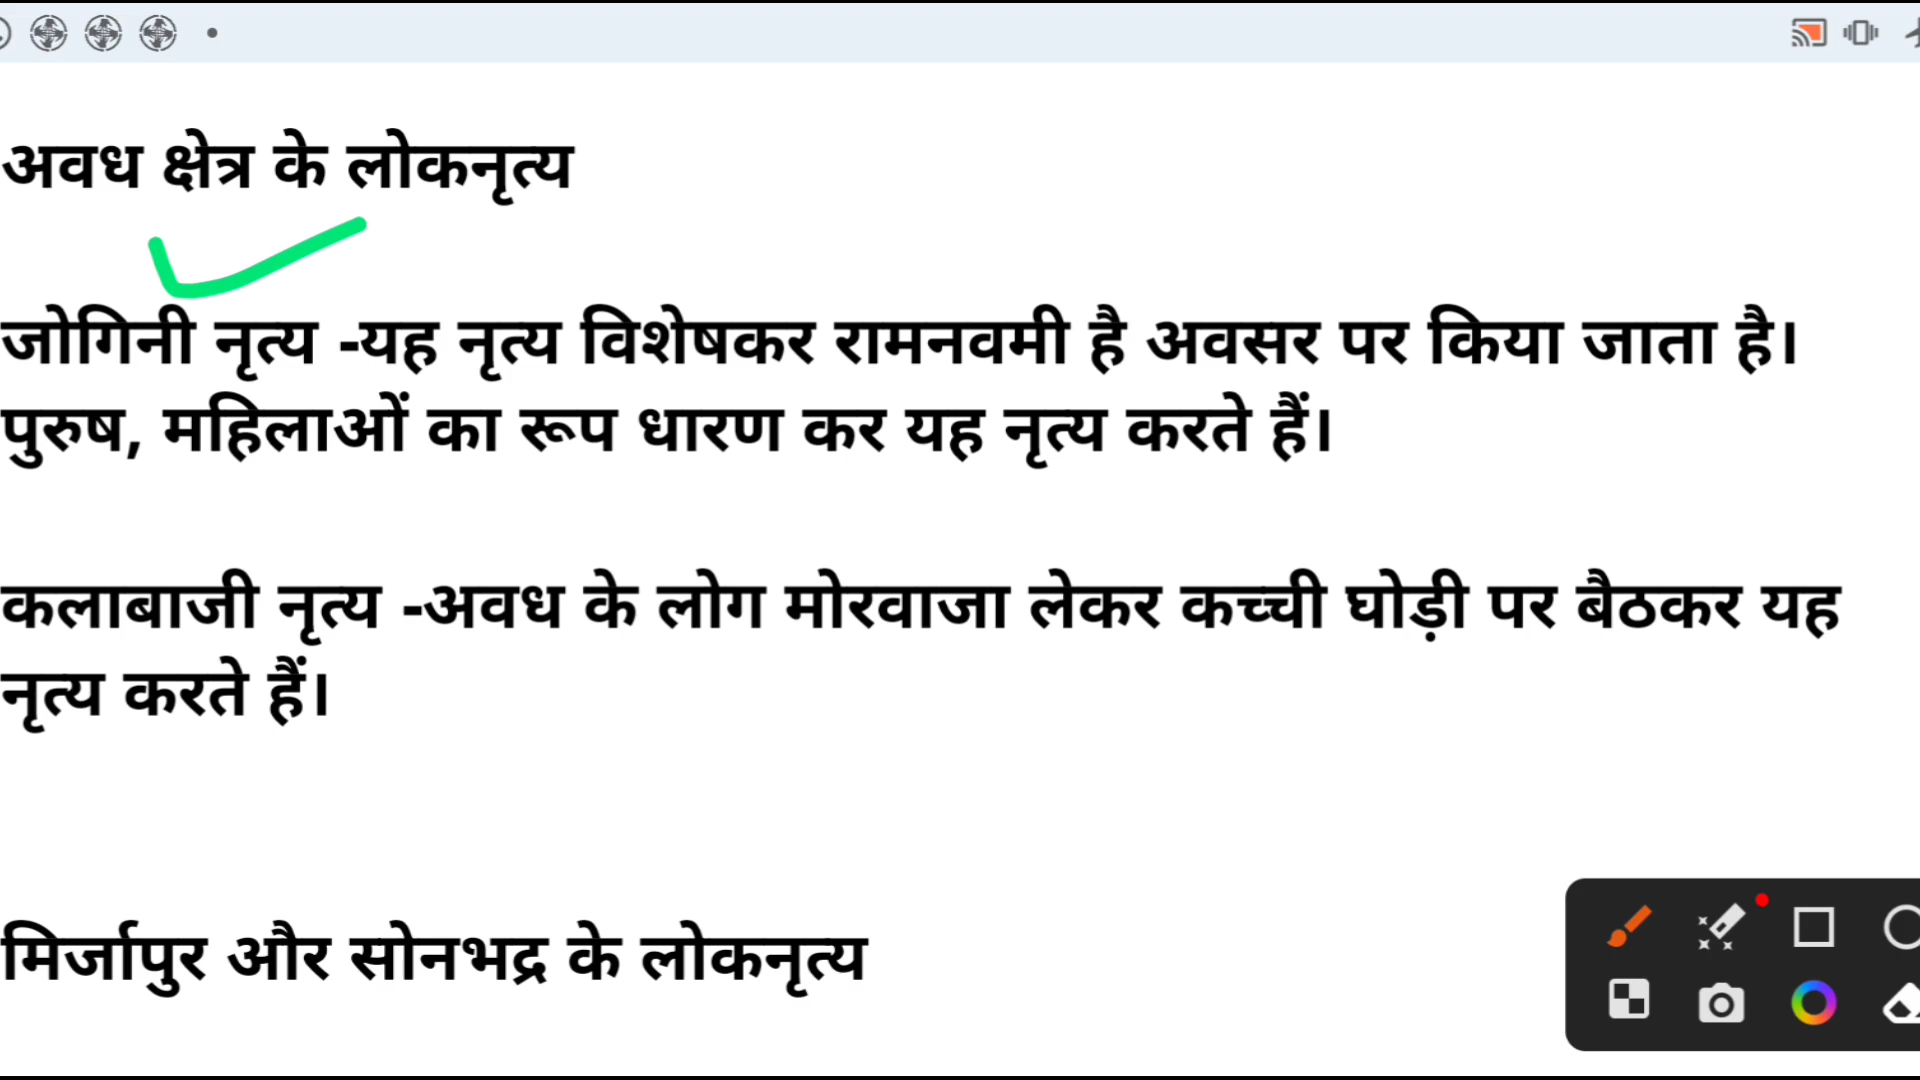 अवध क्षेत्र के लोकनृत्य
जोगिनी नृत्य -यह नृत्य विशेषकर रामनवमी है अवसर पर किया जाता है।
पुरुष, महिलाओं का रूप धारण कर यह नृत्य करते हैं।
कलाबाजी नृत्य -अवध के लोग मोरवाजा लेकर कच्ची घोड़ी पर बैठकर यह
नृत्य करते हैं।
मिर्जापुर और सोनभद्र के लोकनृत्य